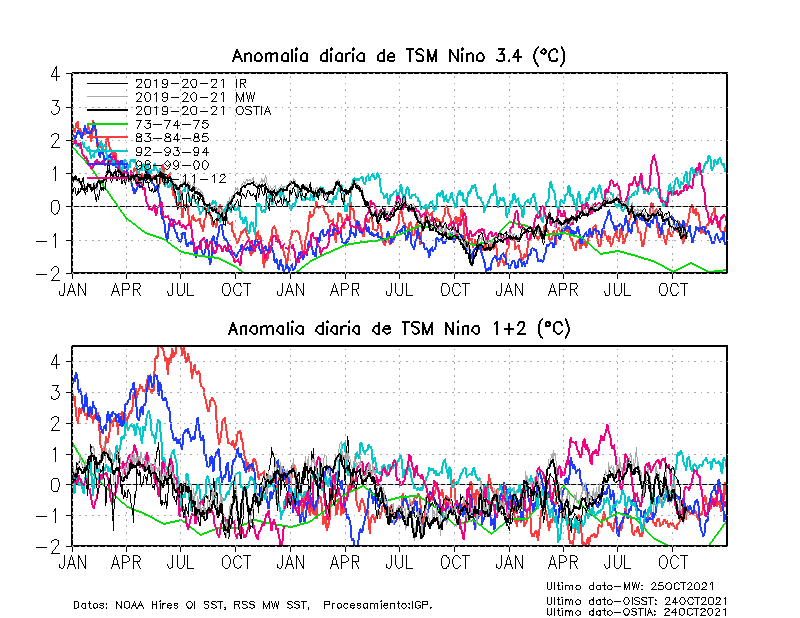 Anomalia diaria de TSM Nino 3.4 (ºC)
4
3
2
1
0
−1
−2
2019−20−21 IR
2019−20−21 MW
2019−20−21 OSTIA
73−74−75
83−84−85
92−93−94
98−99−00
−11−12
JAN APR JUL OCT JAN APR JUL OCT JAN APR JUL OCT
Anomalia diaria de TSM Nino 1+2 (ºC)
4
3
2
1
0
−1
−2
JAN APR JUL OCT JAN APR JUL OCT JAN APR JUL OCT
Ultimo dato−MW: 25OCT2021
Datos: NOAA Hires OI SST, RSS MW SST, Procesamiento:IGP.
Ultimo dato−OISST: 24OCT2021
Ultimo dato−OSTIA: 24OCT2021